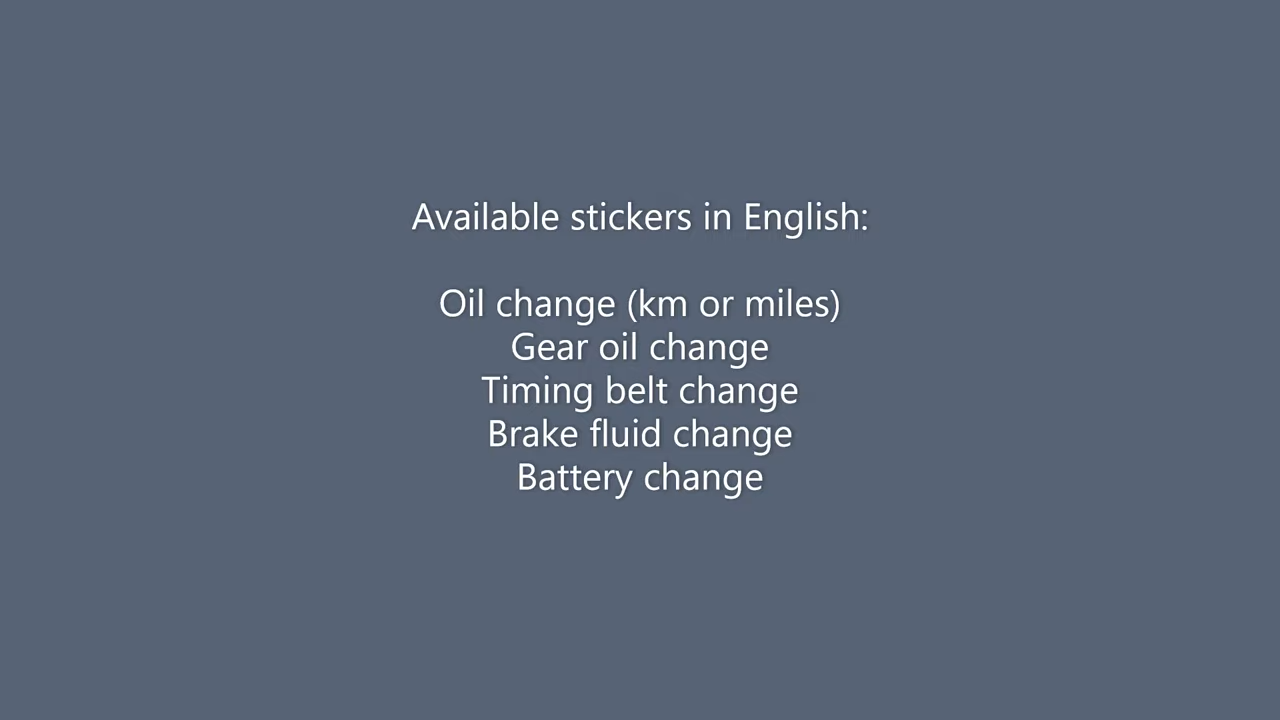 Available stickers in English:
Oil change (km or miles)
Gear oil change
Timing belt change
Brake fluid change
Battery change